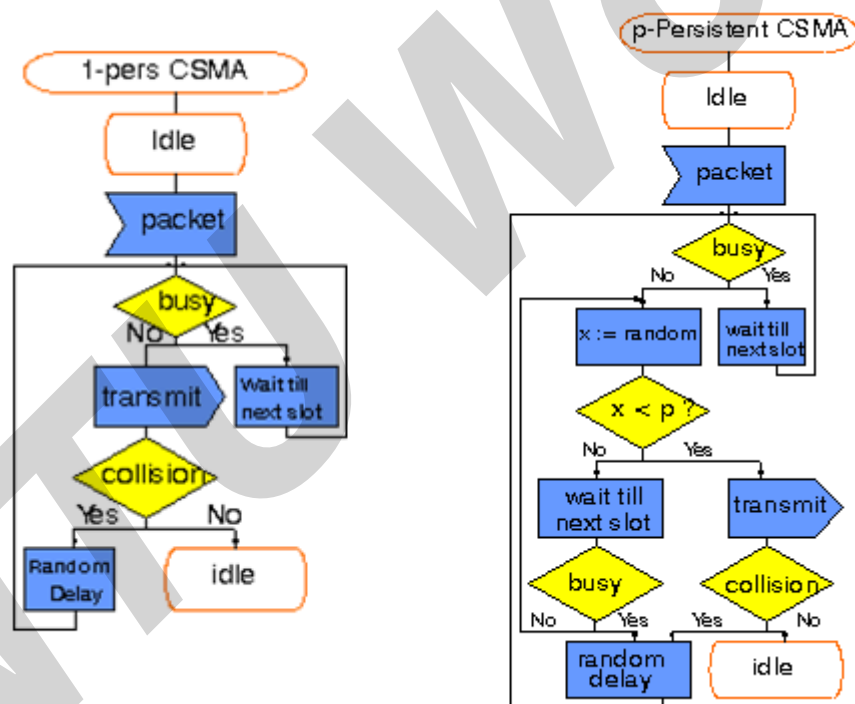 1-pers CSMA
Idle
packet
busy
No Yes
transmit
Wait till
next slot
collision
Yes No
Random
Delay
idle
p-Persistent CSMA
Idle
packet
busy
No Yes
x := random
wait till
next slot
x < p ?
No Yes
wait till
next slot
transmit
busy
collision
No Yes
Yes No
random
delay
idle